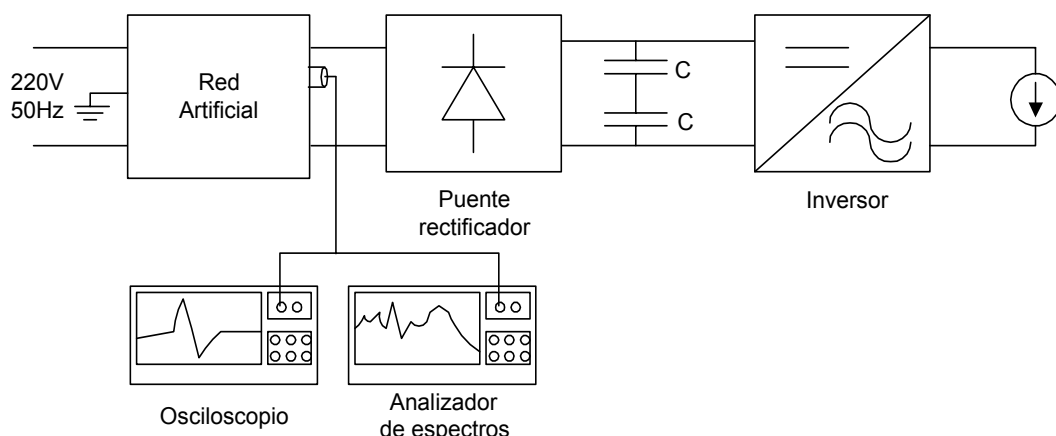 220V
50Hz
Red
Artificial
C
C
Puente
rectificador
Inversor
Osciloscopio
Analizador
de espectros